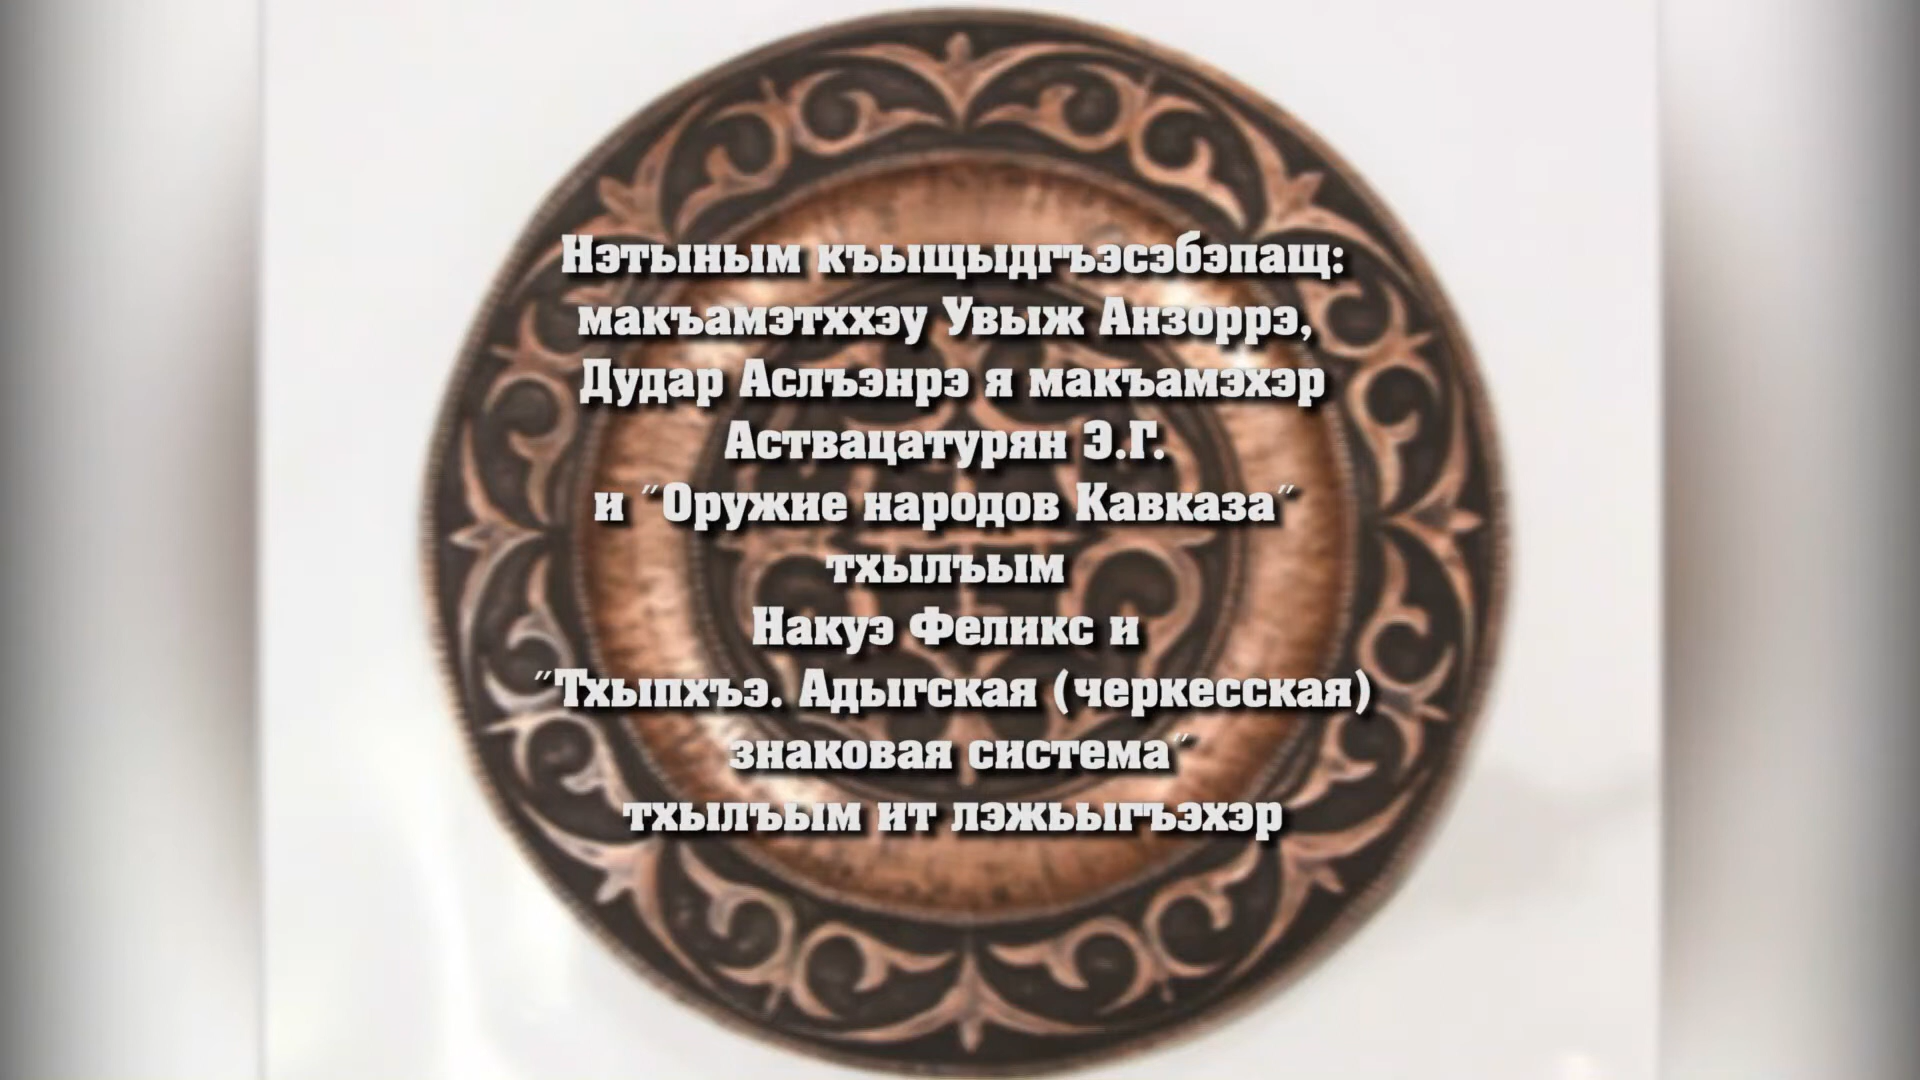 Нэтыным къыщыдгъэсэбэпащ:
макъамэтххэу Увыж Анзоррэ,
Дудар Аслъэнрэ я макъамэхэр
Аствацатурян Э.Г.
и "Оружие народов Кавказа"
тхылъым
Накуэ Феликс и
"Тхыпхъэ. Адыгская (черкесская)
знаковая система"
тхылъым ит лэжьыгъэхэр